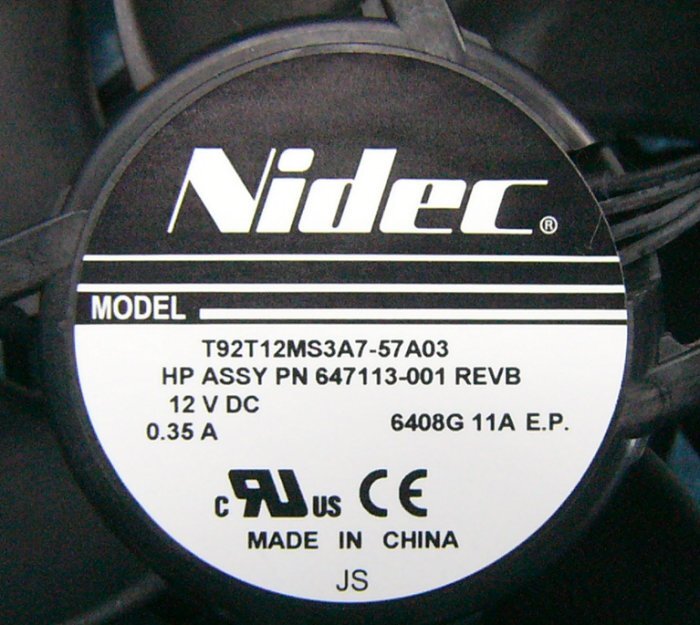 Nidec®
MODEL
T92T12MS3A7-57A03
HP ASSY PN 647113-001 REVB
12 V DC
0.35 A
6408G 11A E.P.
c RU US CE
MADE IN CHINA
JS